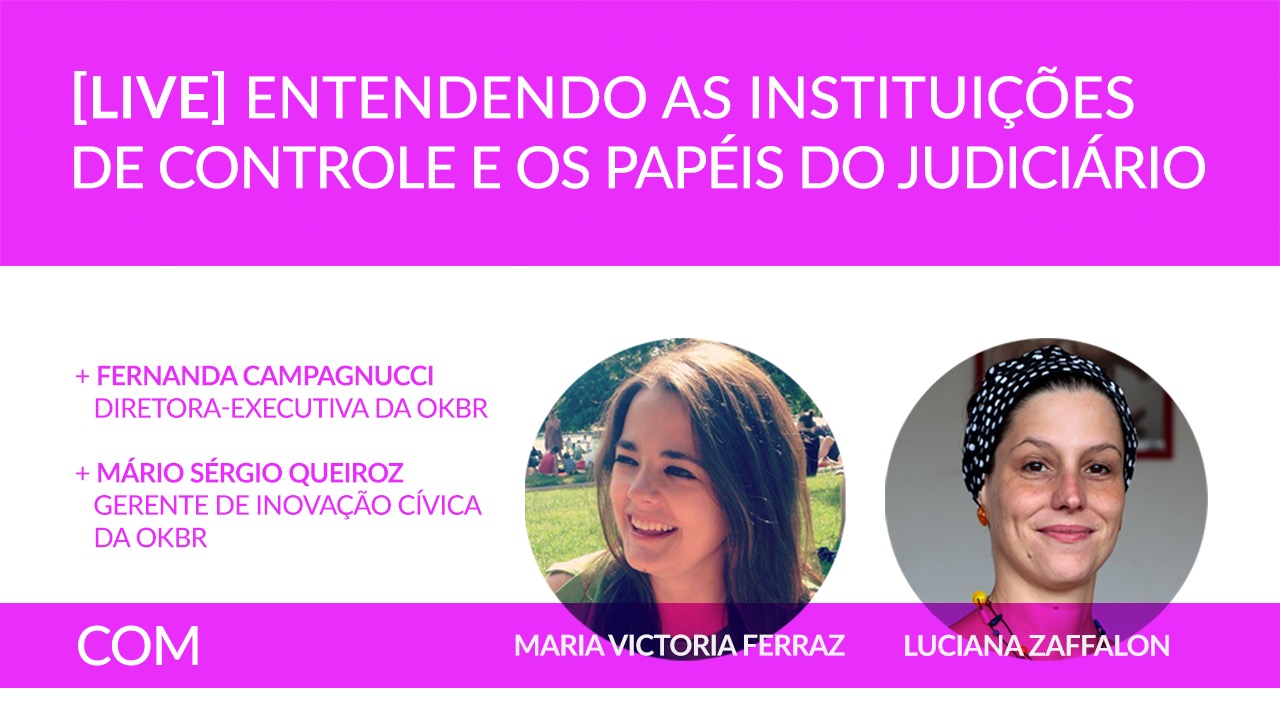 [LIVE] ENTENDENDO AS INSTITUIÇÕES
DE CONTROLE E OS PAPÉIS DO JUDICIÁRIO
+ FERNANDA CAMPAGNUCCI
DIRETORA-EXECUTIVA DA OKBR
+ MÁRIO SÉRGIO QUEIROZ
GERENTE DE INOVAÇÃO CÍVICA
DA OKBR
COM
MARIA VICTORIA FERRAZ
LUCIANA ZAFFALON